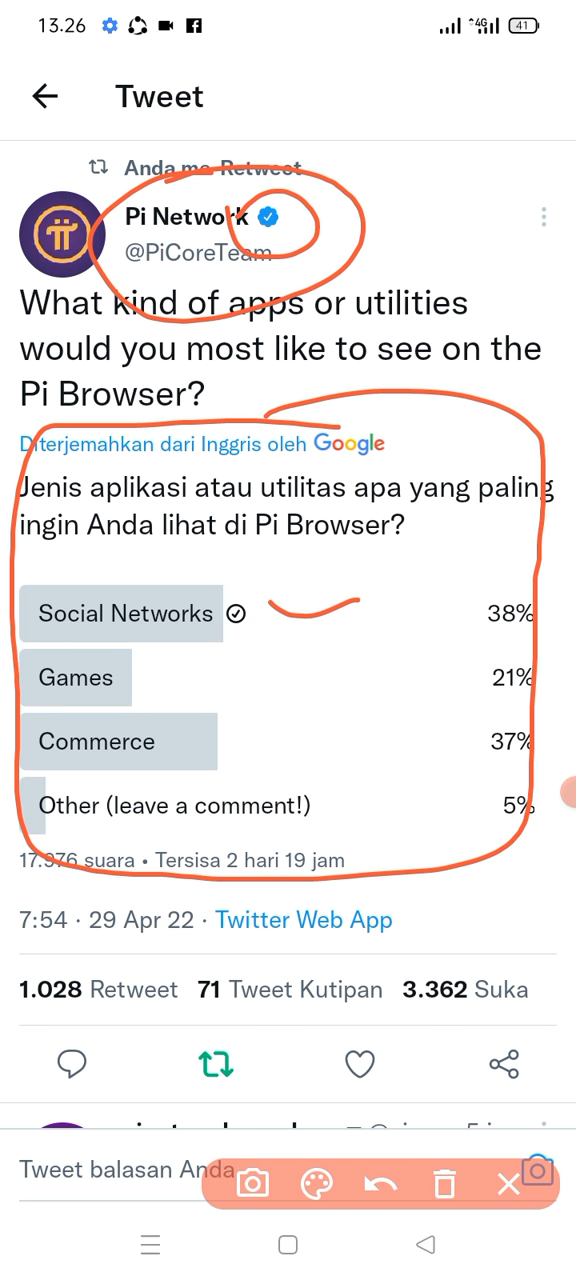 13.26
4G
41
Tweet
Anda me-Retweet
Pi Network
@PiCoreTeam
What kind of apps or utilities
would you most like to see on the
Pi Browser?
Diterjemahkan dari Inggris oleh Google
Jenis aplikasi atau utilitas apa yang paling
ingin Anda lihat di Pi Browser?
Social Networks 38%
Games 21%
Commerce 37%
Other (leave a comment!) 5%
17.976 suara • Tersisa 2 hari 19 jam
7:54 · 29 Apr 22 · Twitter Web App
1.028 Retweet 71 Tweet Kutipan 3.362 Suka
Tweet balasan Anda